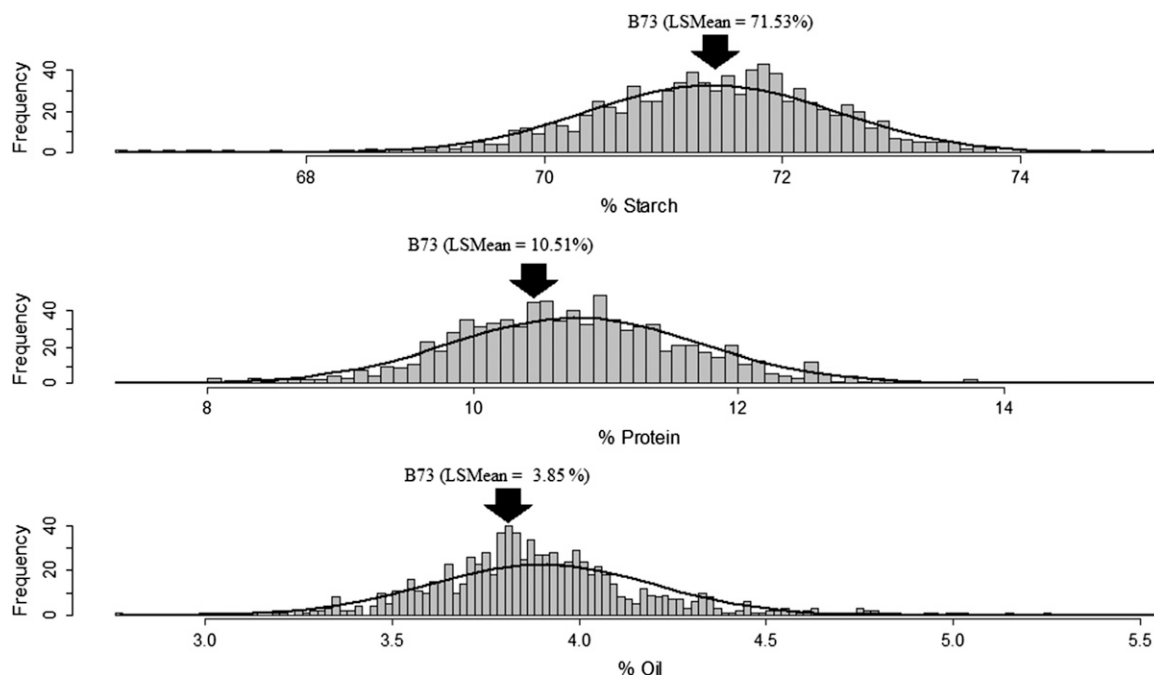 B73 (LSMean = 71.53%)
Frequency
0 20 40
68 70 72 74
% Starch
B73 (LSMean = 10.51%)
Frequency
0 20 40
8 10 12 14
% Protein
B73 (LSMean = 3.85 %)
Frequency
0 20 40
3.0 3.5 4.0 4.5 5.0 5.5
% Oil